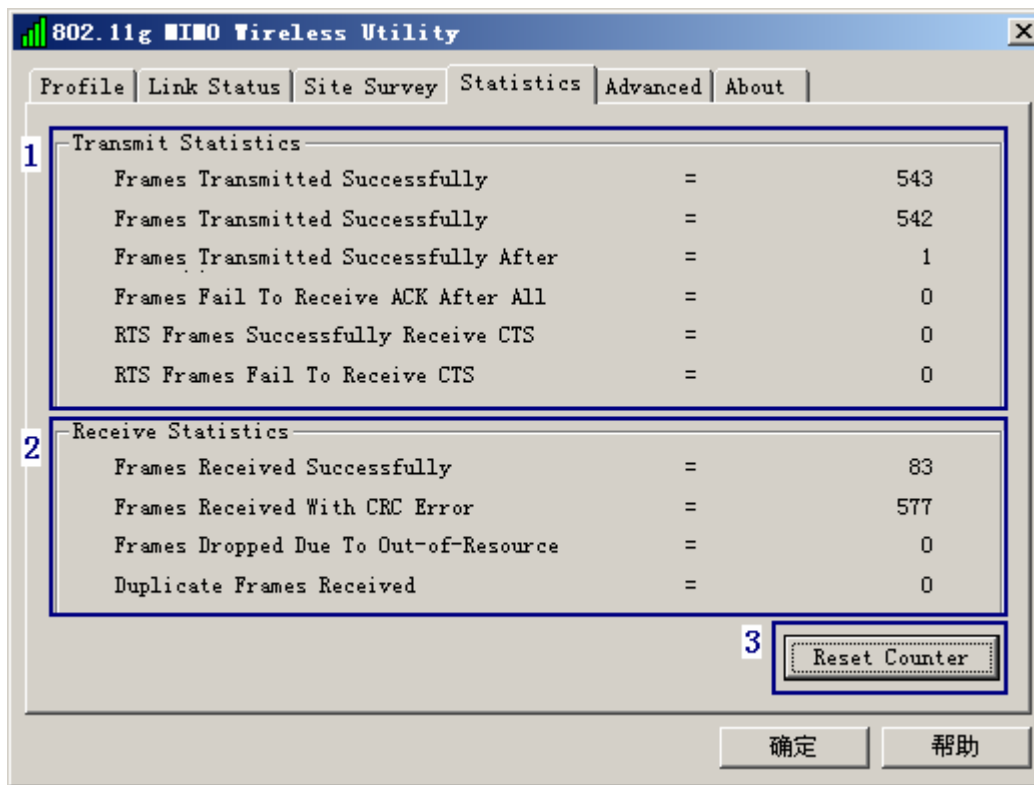 802.11g MIMO Wireless Utility
Profile Link Status Site Survey Statistics Advanced About
1
Transmit Statistics
Frames Transmitted Successfully = 543
Frames Transmitted Successfully = 542
Frames Transmitted Successfully After = 1
Frames Fail To Receive ACK After All = 0
RTS Frames Successfully Receive CTS = 0
RTS Frames Fail To Receive CTS = 0
2
Receive Statistics
Frames Received Successfully = 83
Frames Received With CRC Error = 577
Frames Dropped Due To Out-of-Resource = 0
Duplicate Frames Received = 0
3
Reset Counter
确定 帮助